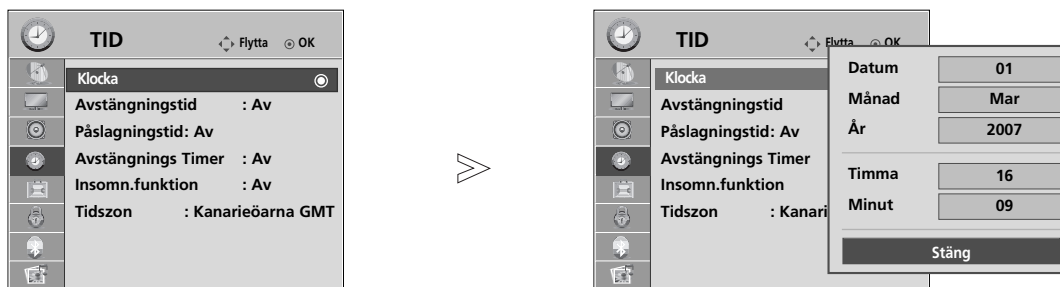 TID Flytta OK
Klocka
Avstängningstid : Av
Påslagningstid: Av
Avstängnings Timer : Av
Insomn.funktion : Av
Tidszon : Kanarieöarna GMT
TID Flytta OK
Klocka
Avstängningstid
Påslagningstid: Av
Avstängnings Timer
Insomn.funktion
Tidszon : Kanari
Datum 01
Månad Mar
År 2007
Timma 16
Minut 09
Stäng